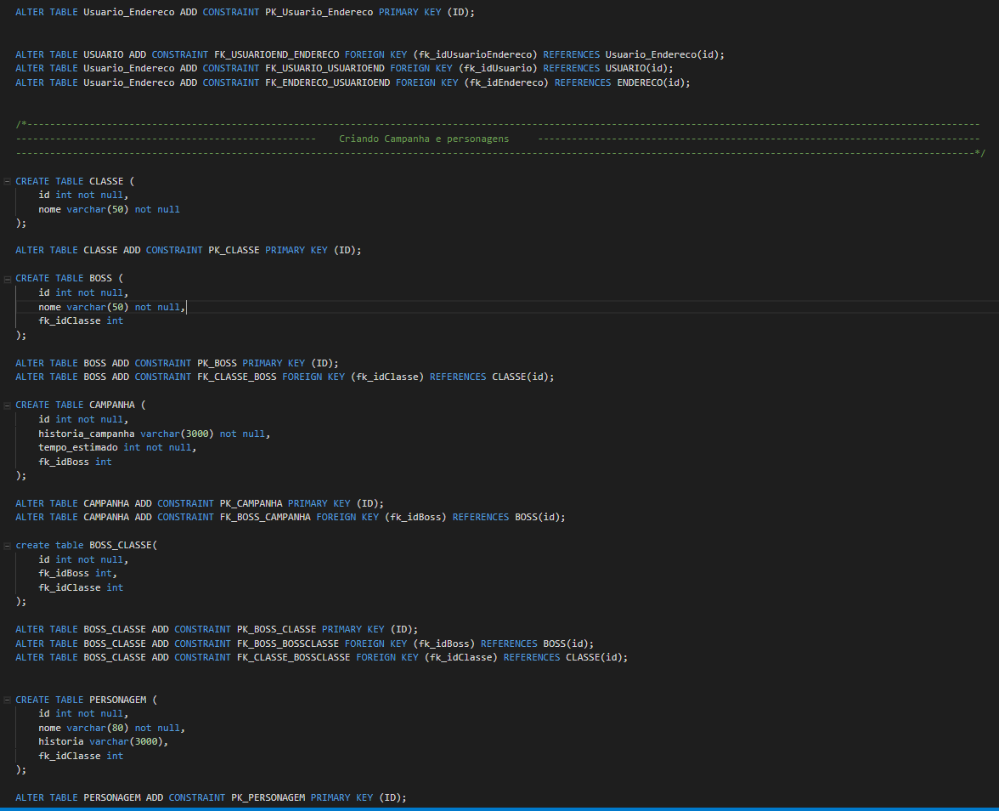 ALTER TABLE Usuario_Endereco ADD CONSTRAINT PK_Usuario_Endereco PRIMARY KEY (ID);
ALTER TABLE USUARIO ADD CONSTRAINT FK_USUARIOEND_ENDERECO FOREIGN KEY (fk_idUsuarioEndereco) REFERENCES Usuario_Endereco(id);
ALTER TABLE Usuario_Endereco ADD CONSTRAINT FK_USUARIO_USUARIOEND FOREIGN KEY (fk_idUsuario) REFERENCES USUARIO(id);
ALTER TABLE Usuario_Endereco ADD CONSTRAINT FK_ENDERECO_USUARIOEND FOREIGN KEY (fk_idEndereco) REFERENCES ENDERECO(id);
/*------------------------------------------------------------------------------------------------------------------------------------------------------------------------
----------------------------------------------------- Criando Campanha e personagens ------------------------------------------------------------------------------
-------------------------------------------------------------------------------------------------------------------------------------------------------------------------*/
CREATE TABLE CLASSE (
id int not null,
nome varchar(50) not null
);
ALTER TABLE CLASSE ADD CONSTRAINT PK_CLASSE PRIMARY KEY (ID);
CREATE TABLE BOSS (
id int not null,
nome varchar(50) not null,
fk_idClasse int
);
ALTER TABLE BOSS ADD CONSTRAINT PK_BOSS PRIMARY KEY (ID);
ALTER TABLE BOSS ADD CONSTRAINT FK_CLASSE_BOSS FOREIGN KEY (fk_idClasse) REFERENCES CLASSE(id);
CREATE TABLE CAMPANHA (
id int not null,
historia_campanha varchar(3000) not null,
tempo_estimado int not null,
fk_idBoss int
);
ALTER TABLE CAMPANHA ADD CONSTRAINT PK_CAMPANHA PRIMARY KEY (ID);
ALTER TABLE CAMPANHA ADD CONSTRAINT FK_BOSS_CAMPANHA FOREIGN KEY (fk_idBoss) REFERENCES BOSS(id);
create table BOSS_CLASSE(
id int not null,
fk_idBoss int,
fk_idClasse int
);
ALTER TABLE BOSS_CLASSE ADD CONSTRAINT PK_BOSS_CLASSE PRIMARY KEY (ID);
ALTER TABLE BOSS_CLASSE ADD CONSTRAINT FK_BOSS_BOSSCLASSE FOREIGN KEY (fk_idBoss) REFERENCES BOSS(id);
ALTER TABLE BOSS_CLASSE ADD CONSTRAINT FK_CLASSE_BOSSCLASSE FOREIGN KEY (fk_idClasse) REFERENCES CLASSE(id);
CREATE TABLE PERSONAGEM (
id int not null,
nome varchar(80) not null,
historia varchar(3000),
fk_idClasse int
);
ALTER TABLE PERSONAGEM ADD CONSTRAINT PK_PERSONAGEM PRIMARY KEY (ID);